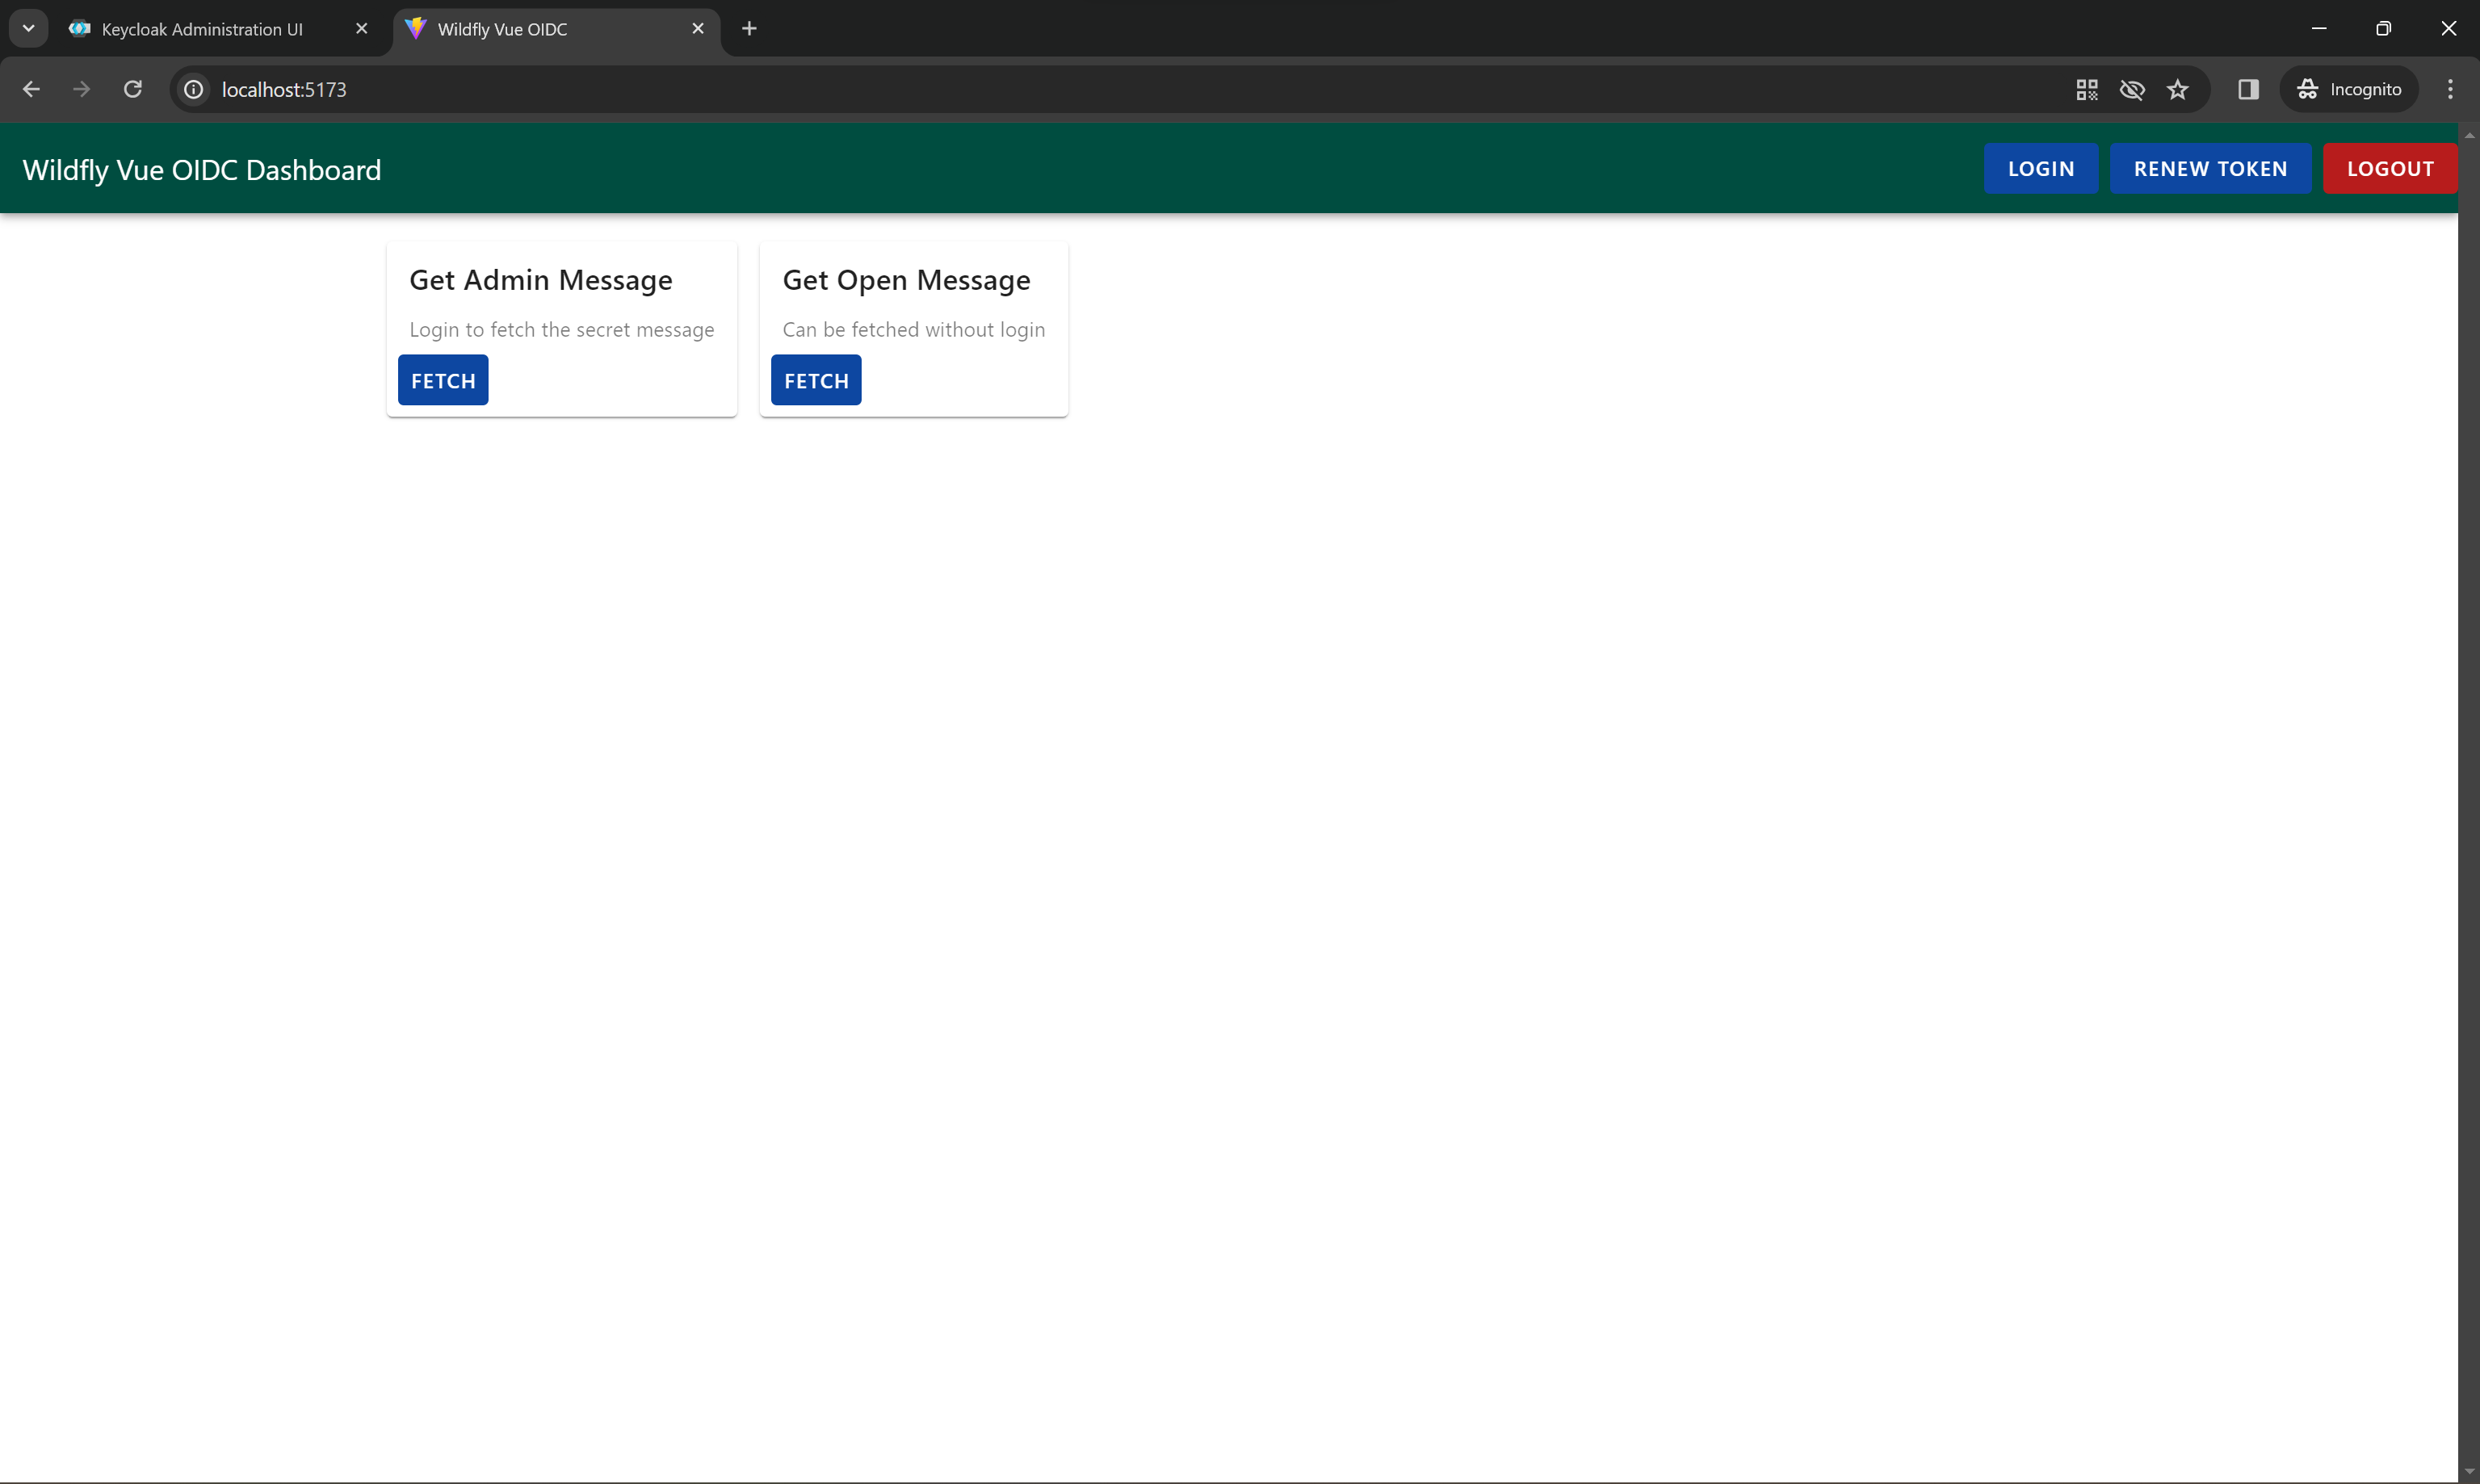 Keycloak Administration UI
Wildfly Vue OIDC
localhost:5173
Incognito
Wildfly Vue OIDC Dashboard
LOGIN
RENEW TOKEN
LOGOUT
Get Admin Message
Login to fetch the secret message
FETCH
Get Open Message
Can be fetched without login
FETCH